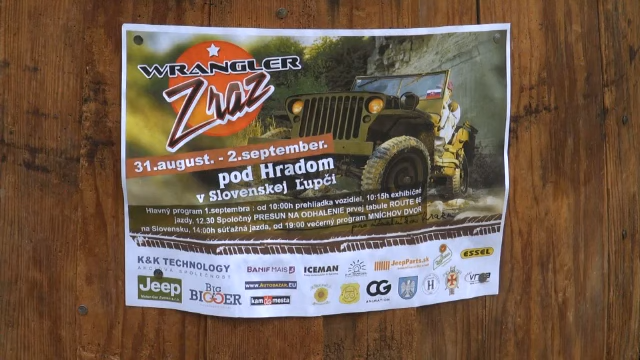 WRANGLER
Zraz
31.august. - 2.september.
pod Hradom
v Slovenskej Ľupči
Hlavný program 1.septembra : od 10:00h prehliadka vozidiel, 10:15h exhibičné
jazdy, 12.30 Spoločný PRESUN NA ODHALENIE prvej tabule ROUTE 66
na Slovensku, 14:00h súťažná jazda, od 19:00 večerný program MNÍCHOV DVOR
K&K TECHNOLOGY
AKCIOVÁ SPOLOČNOSŤ
BANIF HAIS
ICEMAN
JeepParts.sk
ESSEL
Jeep
BIG
BIGGER
www.AUTOBAZAR.EU
kam do mesta
CG
H